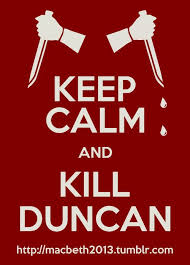 KEEP
CALM
AND
KILL
DUNCAN
http://macbeth2013.tumblr.com